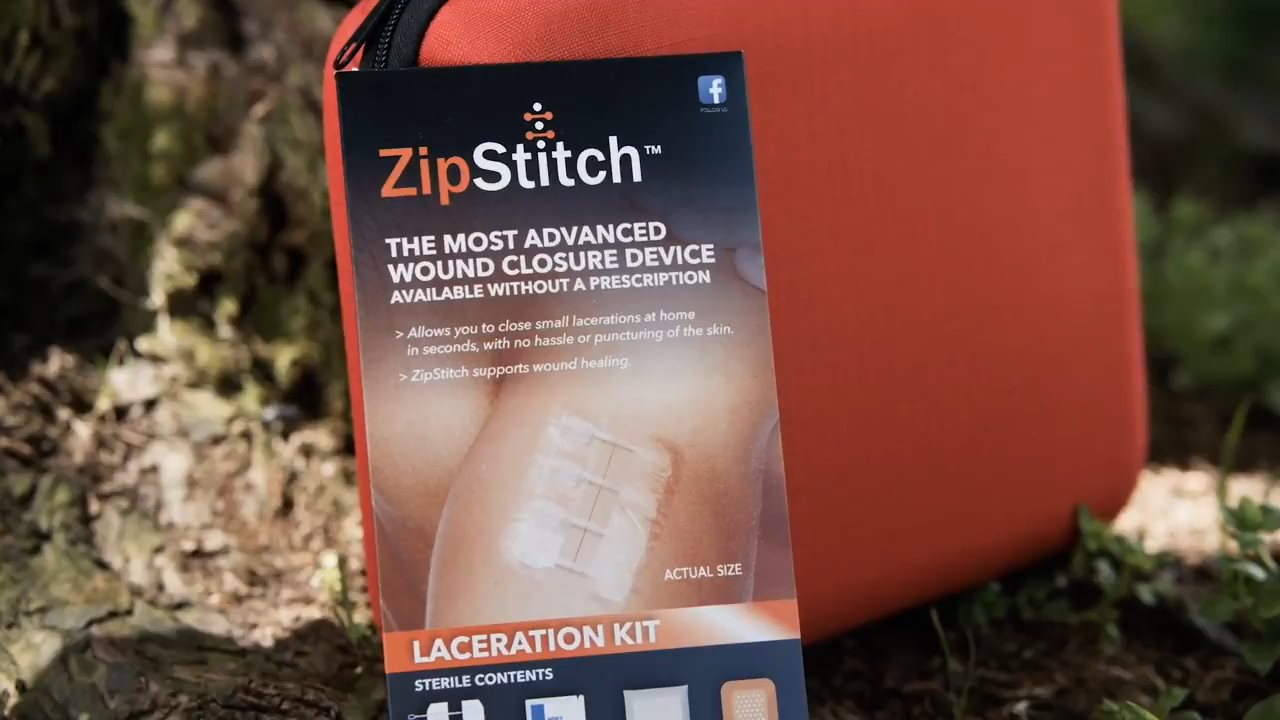 f
ZipStitch™
THE MOST ADVANCED
WOUND CLOSURE DEVICE
AVAILABLE WITHOUT A PRESCRIPTION
> Allows you to close small lacerations at home
in seconds, with no hassle or puncturing of the skin.
> ZipStitch supports wound healing.
ACTUAL SIZE
LACERATION KIT
STERILE CONTENTS